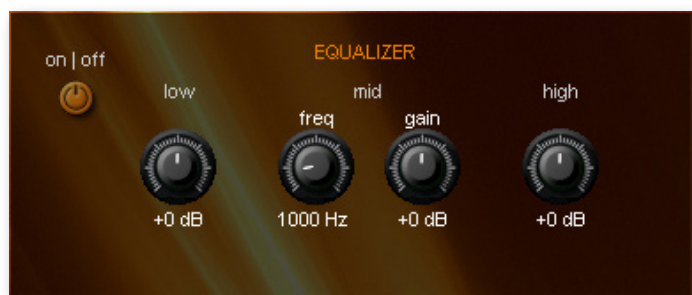 EQUALIZER
on | off
low
mid
high
freq
gain
+0 dB
1000 Hz
+0 dB
+0 dB